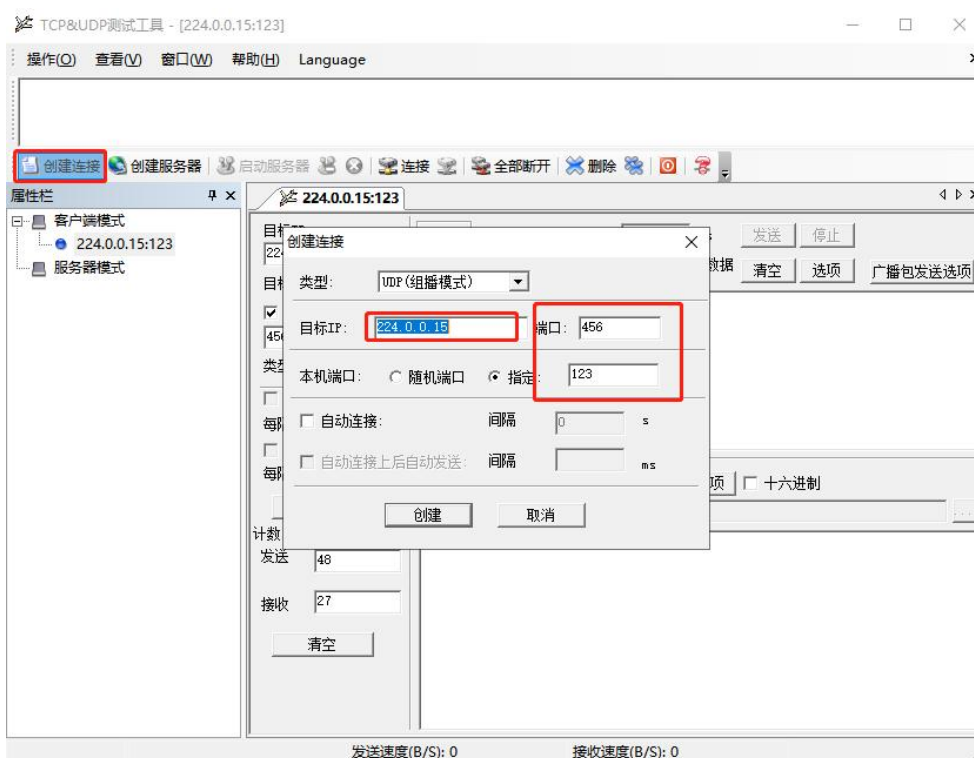 TCP&UDP测试工具 - [224.0.0.15:123]
操作(O) 查看(V) 窗口(W) 帮助(H) Language
创建连接 创建服务器 启动服务器 连接 全部断开 删除
属性栏
224.0.0.15:123
客户端模式
224.0.0.15:123
服务器模式
发送 停止
数据 清空 选项 广播包发送选项
创建连接
类型: UDP(组播模式)
目标IP: 224.0.0.15 端口: 456
本机端口: 随机端口 指定: 123
自动连接: 间隔 0 s
自动连接上后自动发送: 间隔 ms
创建 取消
项 十六进制
计数
发送 48
接收 27
清空
发送速度(B/S): 0 接收速度(B/S): 0